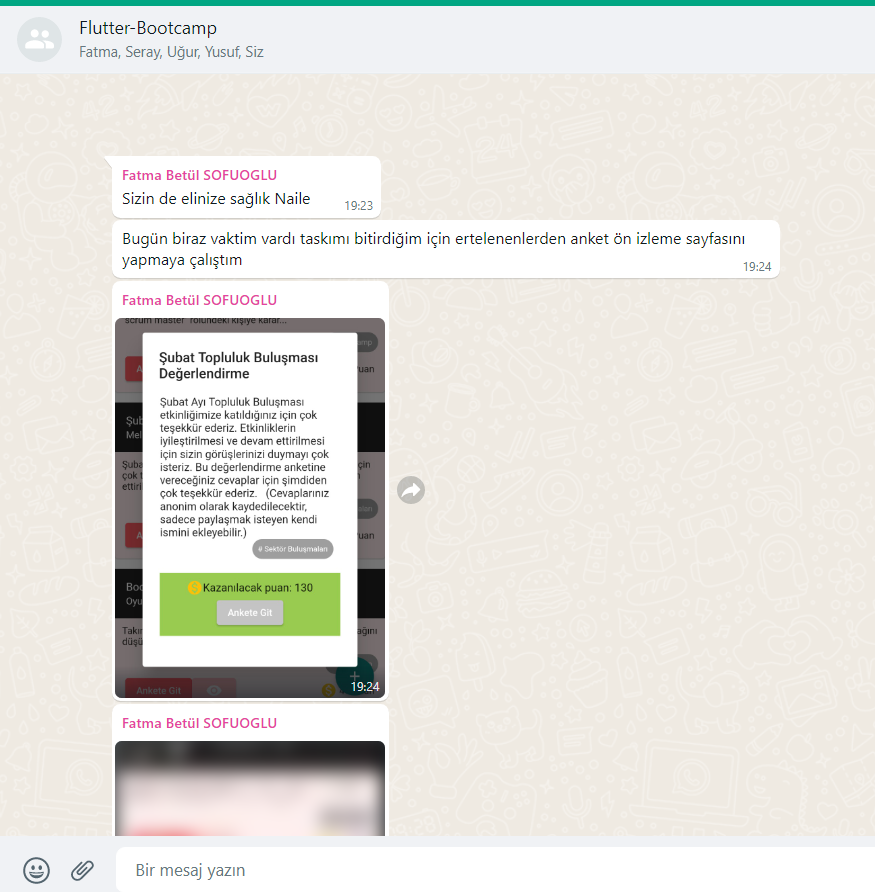 Flutter-Bootcamp
Fatma, Seray, Uğur, Yusuf, Siz
Fatma Betül SOFUOGLU
Sizin de elinize sağlık Naile
19:23
Bugün biraz vaktim vardı taskımı bitirdiğim için ertelenenlerden anket ön izleme sayfasını
yapmaya çalıştım
19:24
Fatma Betül SOFUOGLU
scrum master rolündeki kişiye karar...
Şubat Topluluk Buluşması
Değerlendirme
Şubat Ayı Topluluk Buluşması
etkinliğimize katıldığınız için çok
teşekkür ederiz. Etkinliklerin
iyileştirilmesi ve devam ettirilmesi
için sizin görüşlerinizi duymayı çok
isteriz. Bu değerlendirme anketine
vereceğiniz cevaplar için şimdiden
çok teşekkür ederiz. (Cevaplarınız
anonim olarak kaydedilecektir,
sadece paylaşmak isteyen kendi
ismini ekleyebilir.)
# Sektör Buluşmaları
Kazanılacak puan: 130
Ankete Git
Ankete Git
19:24
Fatma Betül SOFUOGLU
Bir mesaj yazın